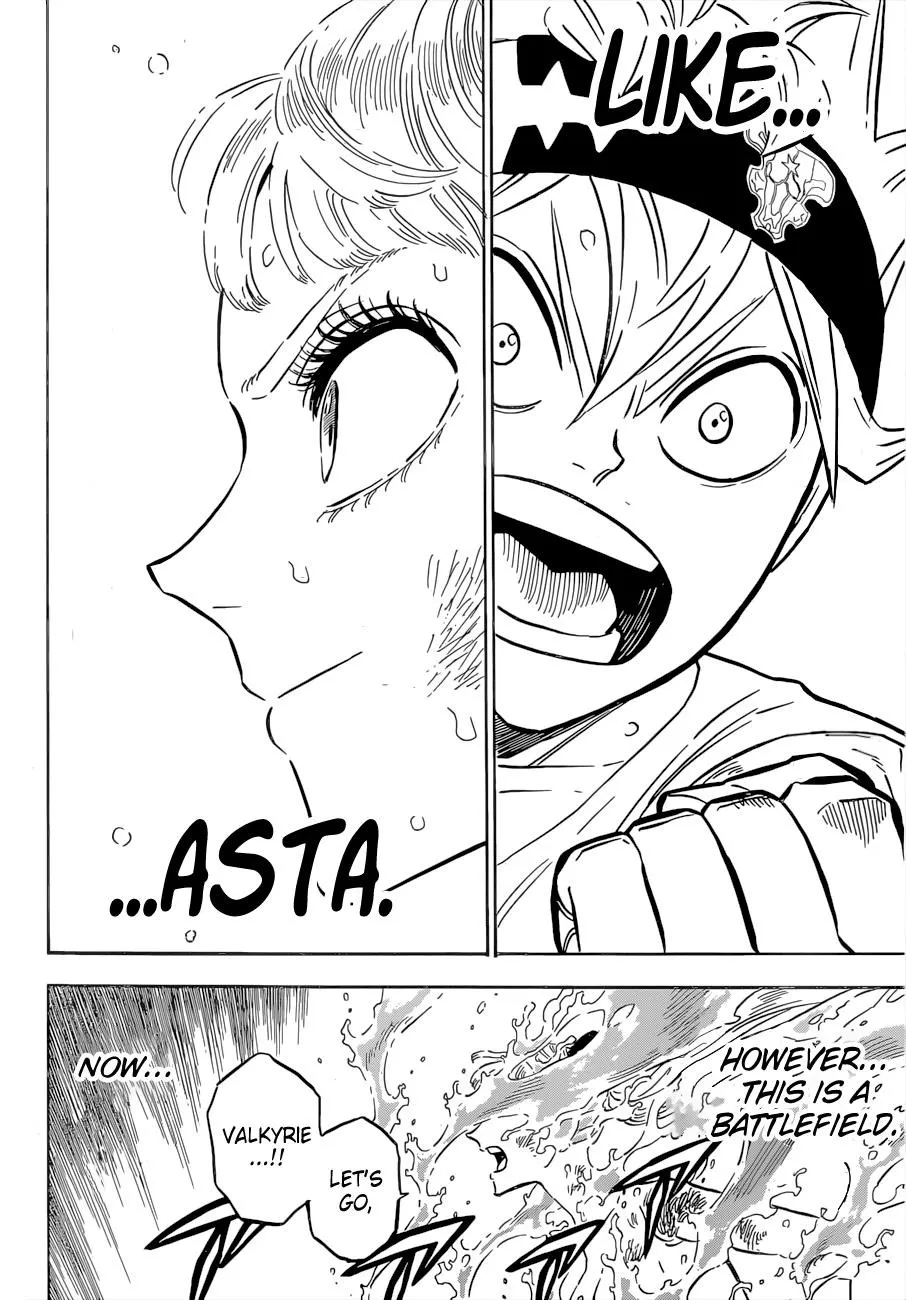 LIKE...
...ASTA.
HOWEVER...
THIS IS A
BATTLEFIELD.
LET'S
GO,
VALKYRIE
...!!
NOW...